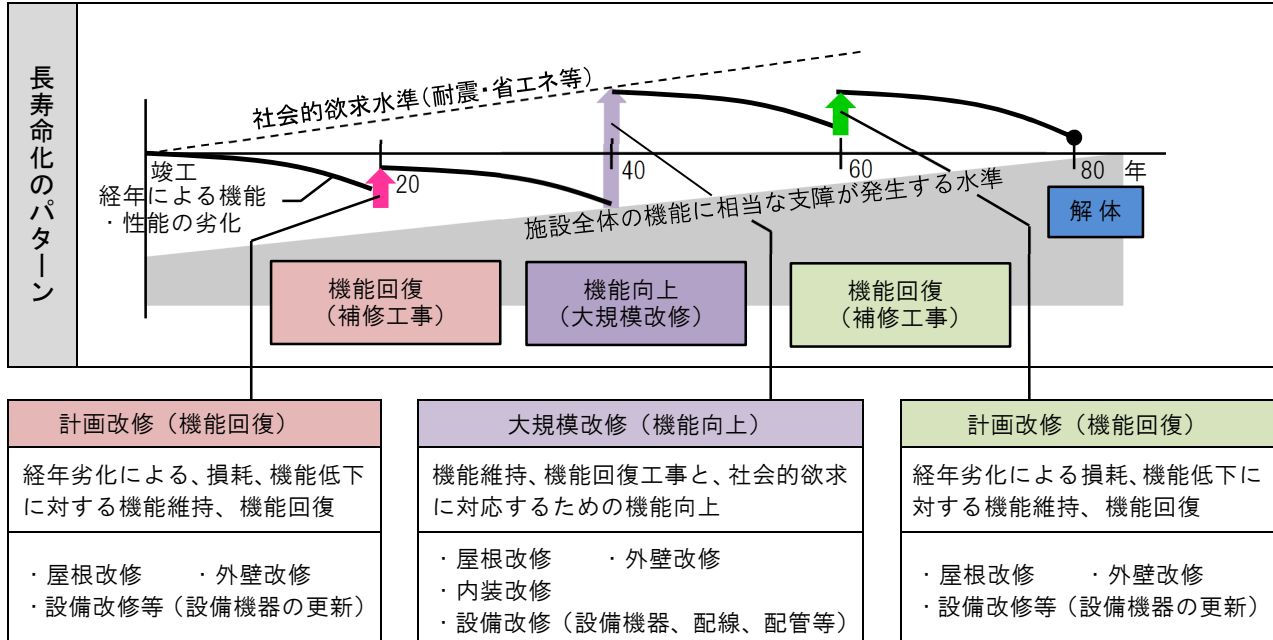 長寿命化のパターン
社会的欲求水準(耐震・省エネ等)
竣工
20
40
60
80
年
経年による機能
・性能の劣化
施設全体の機能に相当な支障が発生する水準
解体
機能回復
（補修工事）
機能向上
（大規模改修）
機能回復
（補修工事）
計画改修（機能回復）
経年劣化による、損耗、機能低下
に対する機能維持、機能回復
・屋根改修　・外壁改修
・設備改修等（設備機器の更新）
大規模改修（機能向上）
機能維持、機能回復工事と、社会的欲求
に対応するための機能向上
・屋根改修　・外壁改修
・内装改修
・設備改修（設備機器、配線、配管等）
計画改修（機能回復）
経年劣化による損耗、機能低下に
対する機能維持、機能回復
・屋根改修　・外壁改修
・設備改修等（設備機器の更新）